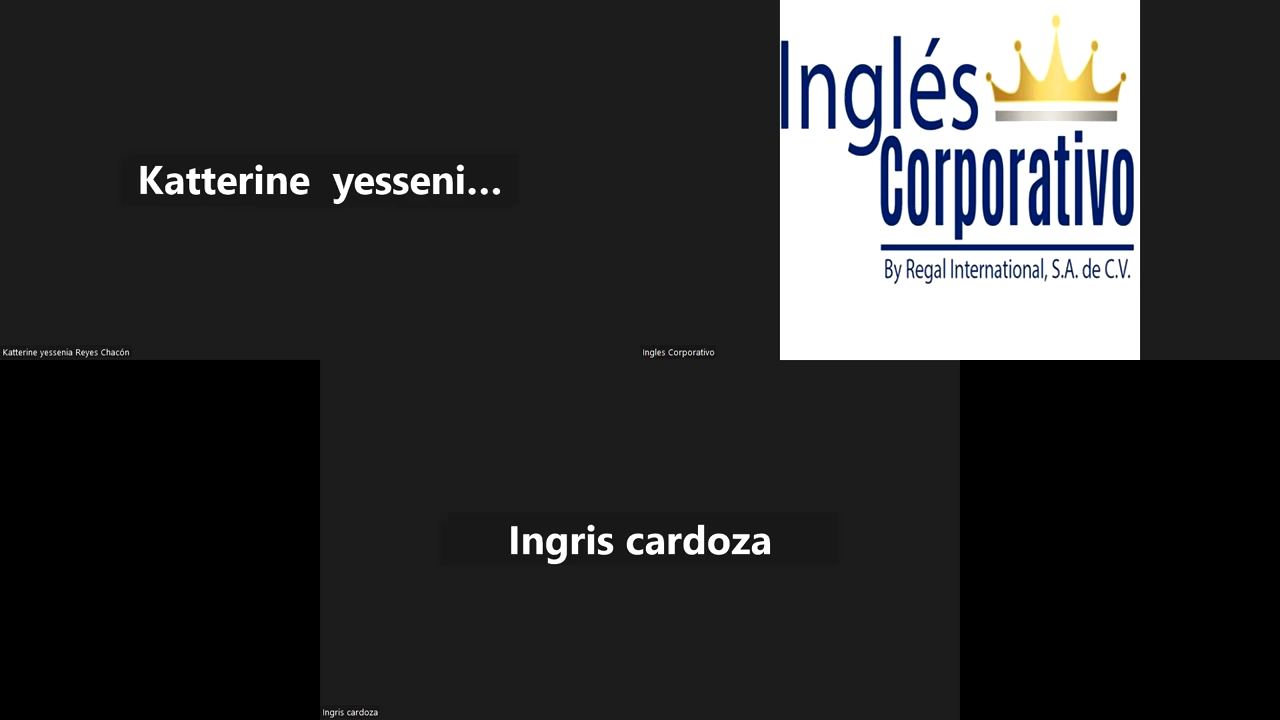 Katterine yesseni...
Katterine yessenia Reyes Chacón
Inglés
Corporativo
By Regal International, S.A. de C.V.
Ingles Corporativo
Ingris cardoza
Ingris cardoza